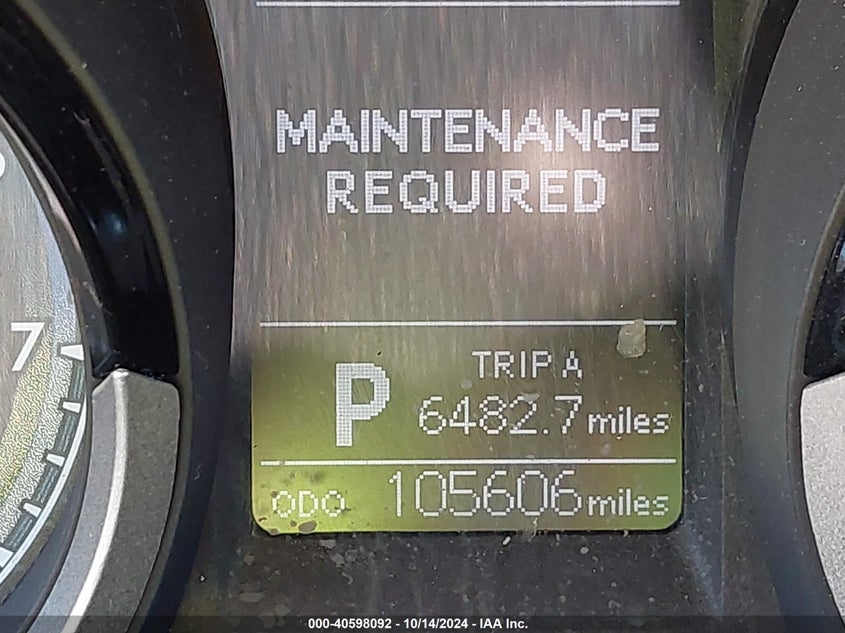 MAINTENANCE
REQUIRED
7
TRIP A
P
6482.7 miles
ODO 105606 miles
000-40598092 - 10/14/2024 - IAA Inc.